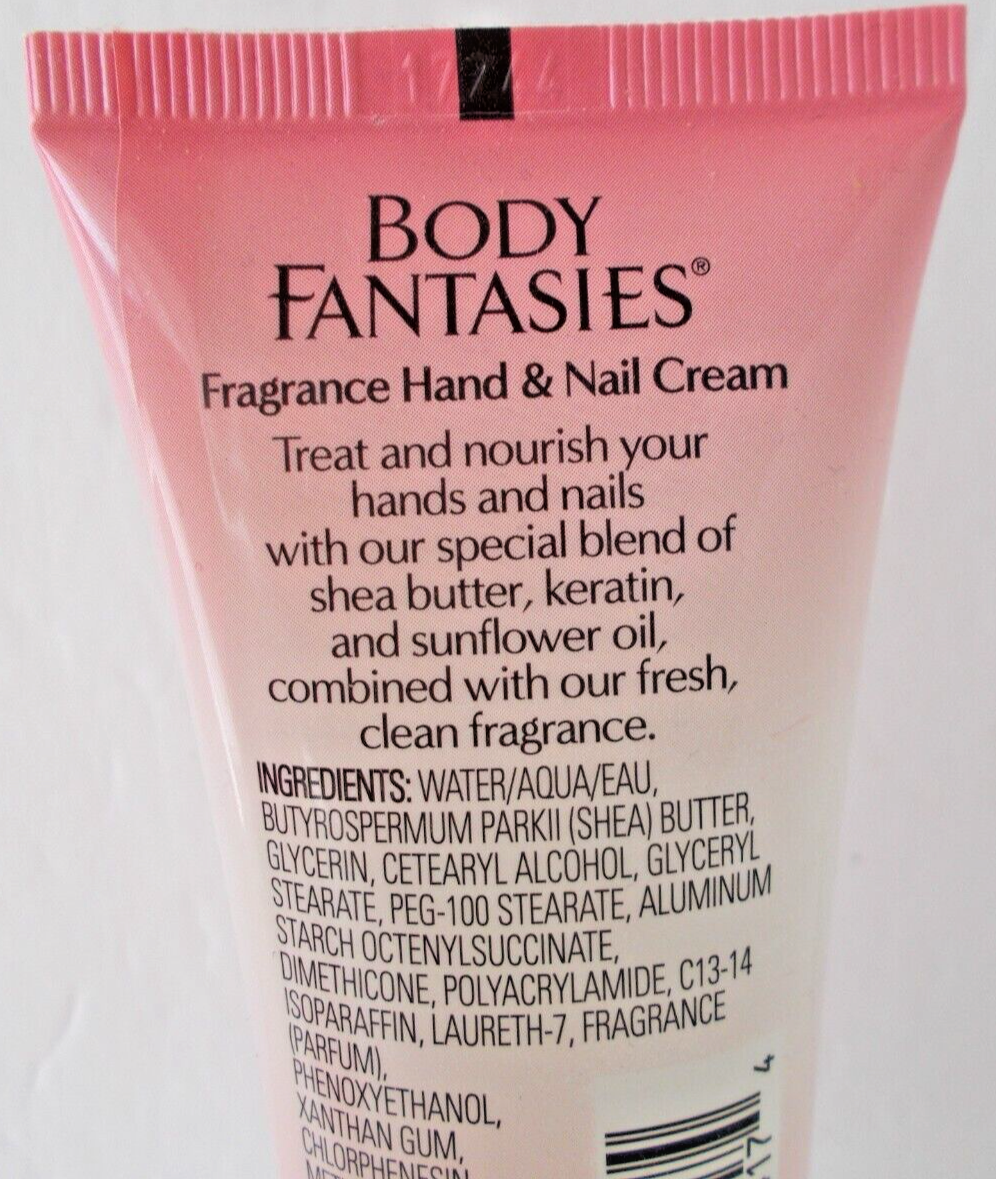 BODY
FANTASIES®
Fragrance Hand & Nail Cream
Treat and nourish your
hands and nails
with our special blend of
shea butter, keratin,
and sunflower oil,
combined with our fresh,
clean fragrance.
INGREDIENTS: WATER/AQUA/EAU,
BUTYROSPERMUM PARKII (SHEA) BUTTER,
GLYCERIN, CETEARYL ALCOHOL, GLYCERYL
STEARATE, PEG-100 STEARATE, ALUMINUM
STARCH OCTENYLSUCCINATE,
DIMETHICONE, POLYACRYLAMIDE, C13-14
ISOPARAFFIN, LAURETH-7, FRAGRANCE
(PARFUM),
PHENOXYETHANOL,
XANTHAN GUM,
CHLORPHENESIN
4
17